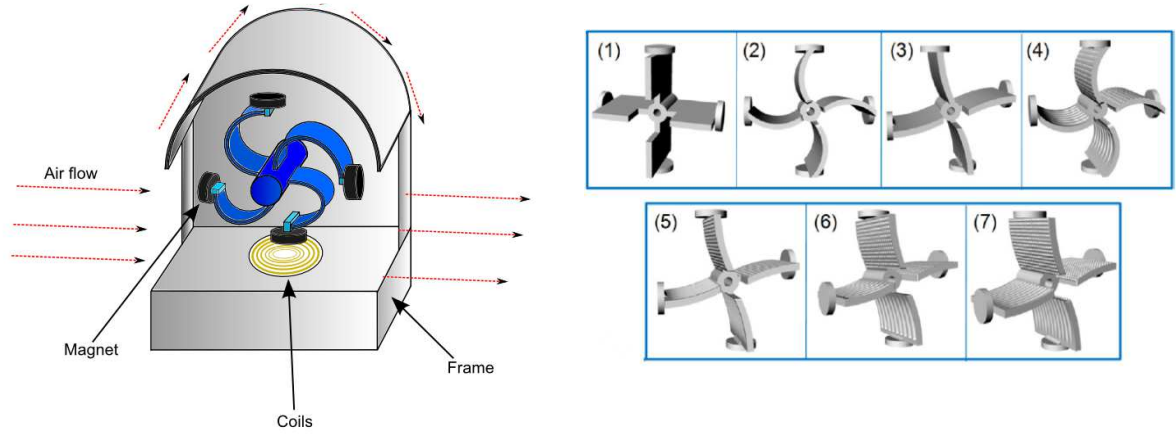 Air flow
Magnet
Coils
Frame
(1)
(2)
(3)
(4)
(5)
(6)
(7)